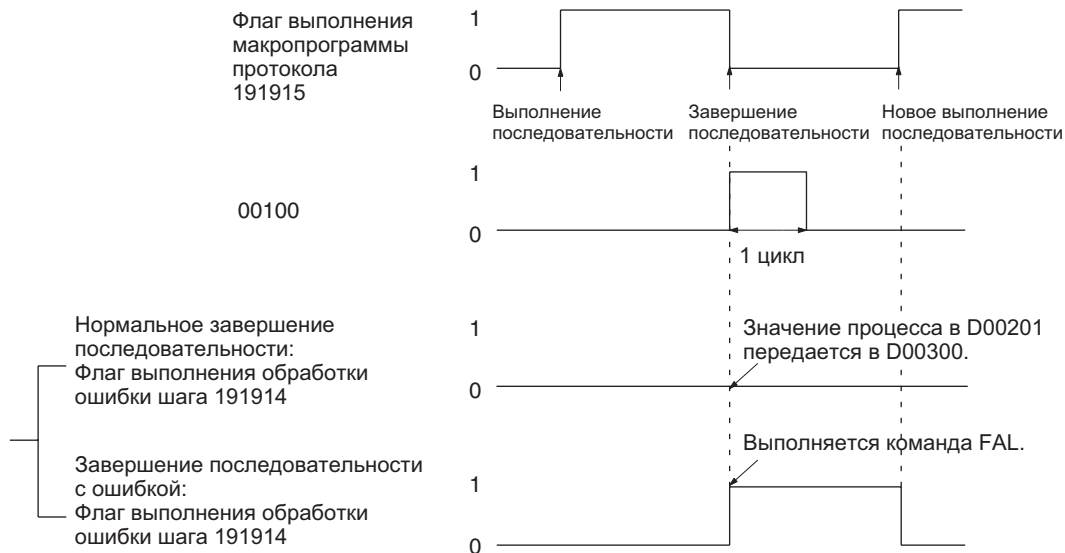 Флаг выполнения
макропрограммы
протокола
191915
1
0
Выполнение
последовательности
Завершение
последовательности
Новое выполнение
последовательности
00100
1
0
1 цикл
Нормальное завершение
последовательности:
Флаг выполнения обработки
ошибки шага 191914
1
0
Значение процесса в D00201
передается в D00300.
Завершение последовательности
с ошибкой:
Флаг выполнения обработки
ошибки шага 191914
1
0
Выполняется команда FAL.